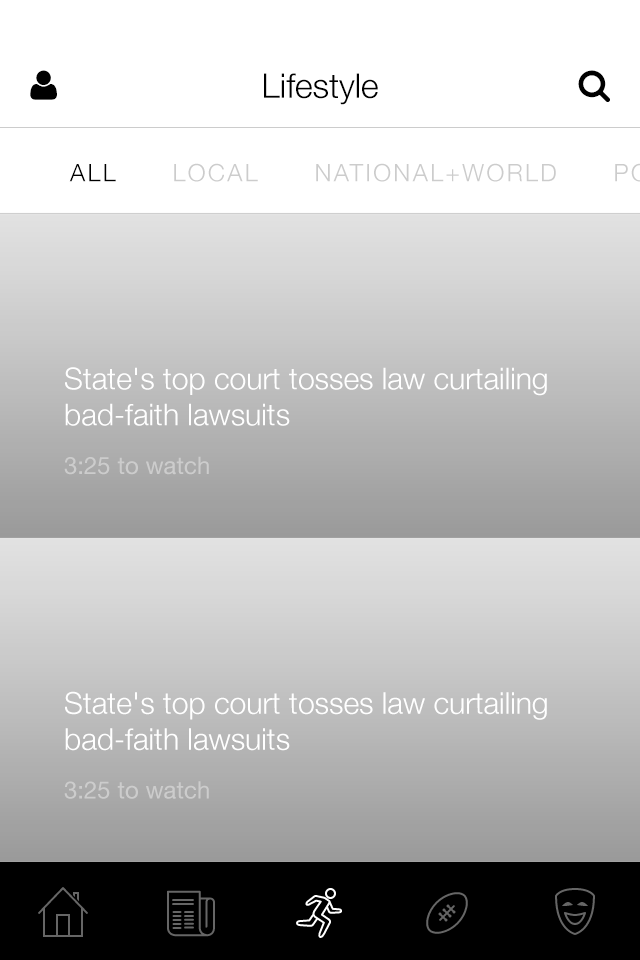 Lifestyle
ALL LOCAL NATIONAL+WORLD
State's top court tosses law curtailing
bad-faith lawsuits
3:25 to watch
State's top court tosses law curtailing
bad-faith lawsuits
3:25 to watch